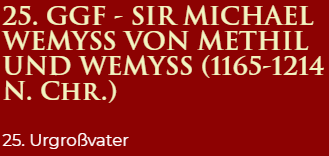 25. GGF - SIR MICHAEL
WEMYSS VON METHIL
UND WEMYSS (1165-1214
N. CHR.)
25. Urgroßvater